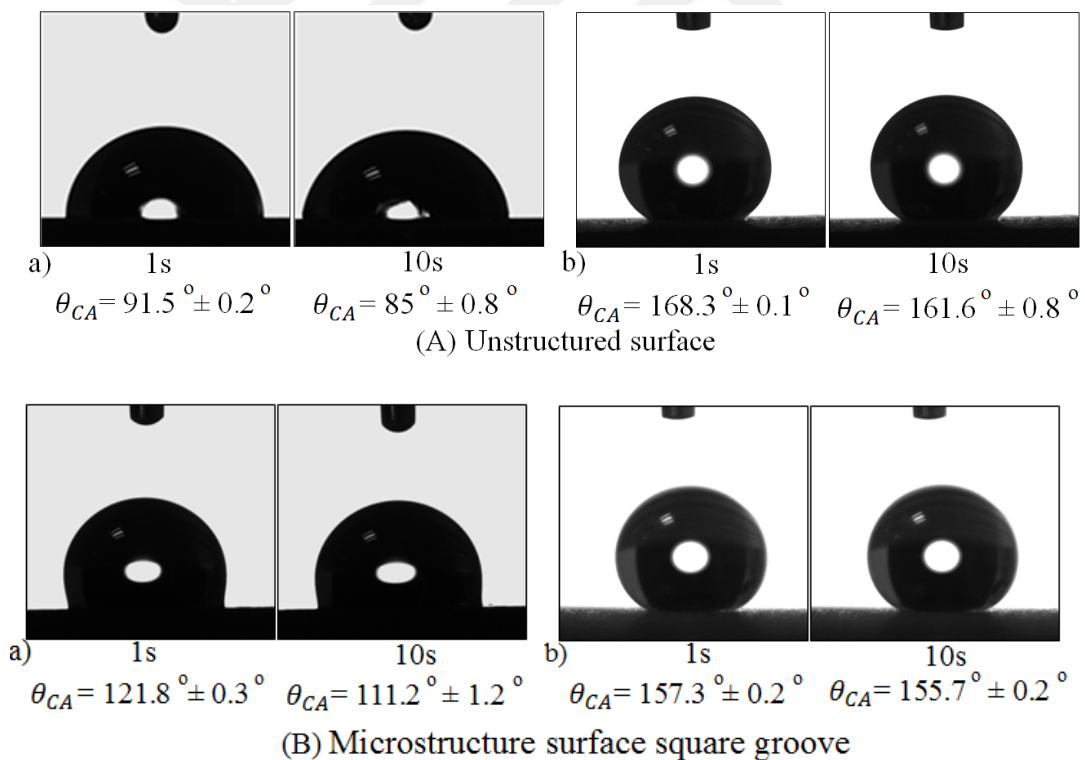 a) 1s 10s b) 1s 10s
θCA= 91.5 °± 0.2 ° θCA= 85 °± 0.8 ° θCA= 168.3 °± 0.1 ° θCA= 161.6 °± 0.8 °
(A) Unstructured surface
a) 1s 10s b) 1s 10s
θCA= 121.8 °± 0.3 ° θCA= 111.2 °± 1.2 ° θCA= 157.3 °± 0.2 ° θCA= 155.7 °± 0.2 °
(B) Microstructure surface square groove